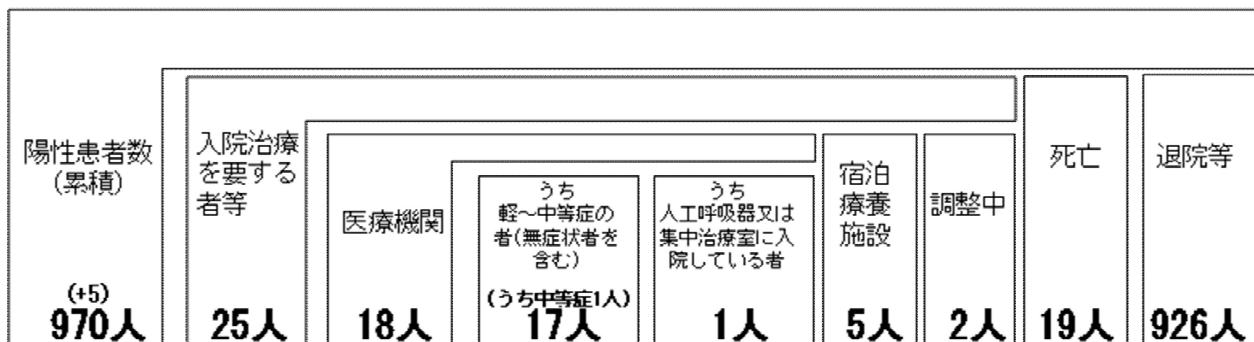 陽性患者数
(累積)
(+5)
970人
入院治療
を要する
者等
25人
医療機関
18人
うち
軽～中等症の
者(無症状者を
含む)
(うち中等症1人)
17人
うち
人工呼吸器又は
集中治療室に入
院している者
1人
宿泊
療養
施設
5人
調整中
2人
死亡
19人
退院等
926人